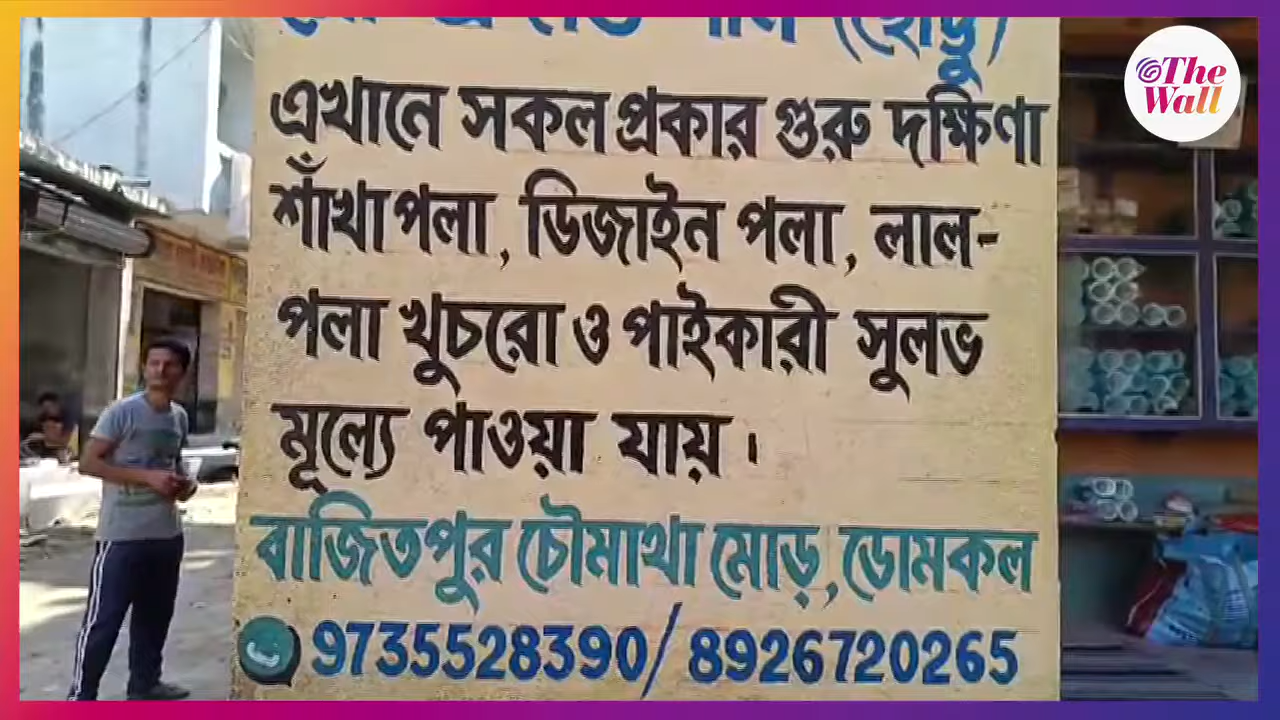 (ছোট্টু)
এখানে সকল প্রকার গুরু দক্ষিণা
শাঁখা পলা, ডিজাইন পলা, লাল-
পলা খুচরো ও পাইকারী সুলভ
মূল্যে পাওয়া যায়।
বাজিতপুর চৌমাথা মোড়, ডোমকল
9735528390/ 8926720265
The
Wall